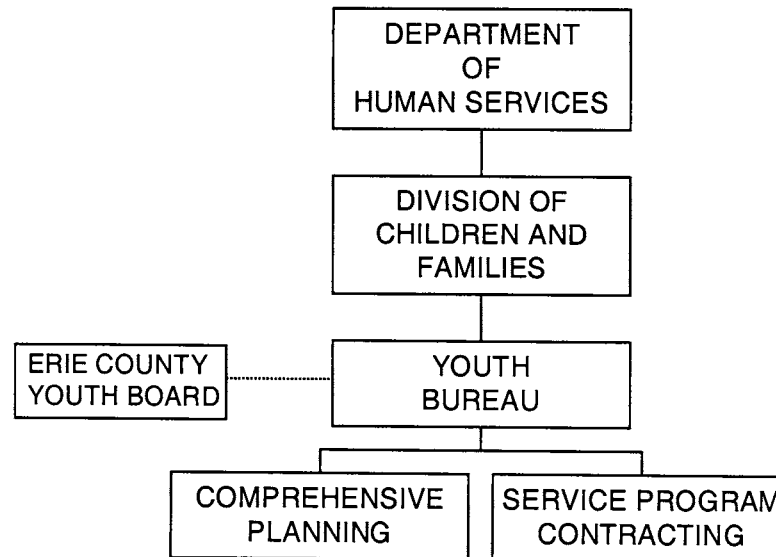 DEPARTMENT
OF
HUMAN SERVICES
DIVISION OF
CHILDREN AND
FAMILIES
ERIE COUNTY
YOUTH BOARD
YOUTH
BUREAU
COMPREHENSIVE
PLANNING
SERVICE PROGRAM
CONTRACTING